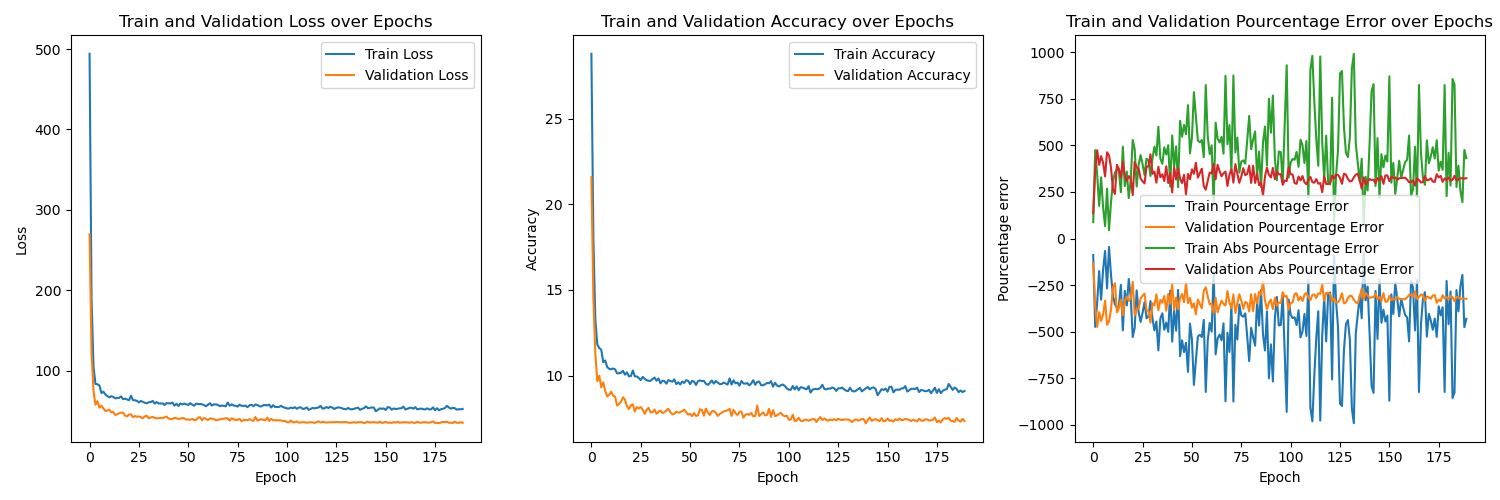 Train and Validation Loss over Epochs
Train Loss
Validation Loss
500
400
300
200
100
Loss
0
25
50
75
100
125
150
175
Epoch
Train and Validation Accuracy over Epochs
Train Accuracy
Validation Accuracy
25
20
15
10
Accuracy
0
25
50
75
100
125
150
175
Epoch
Train and Validation Pourcentage Error over Epochs
1000
750
500
250
0
−250
−500
−750
−1000
Pourcentage error
Train Pourcentage Error
Validation Pourcentage Error
Train Abs Pourcentage Error
Validation Abs Pourcentage Error
0
25
50
75
100
125
150
175
Epoch